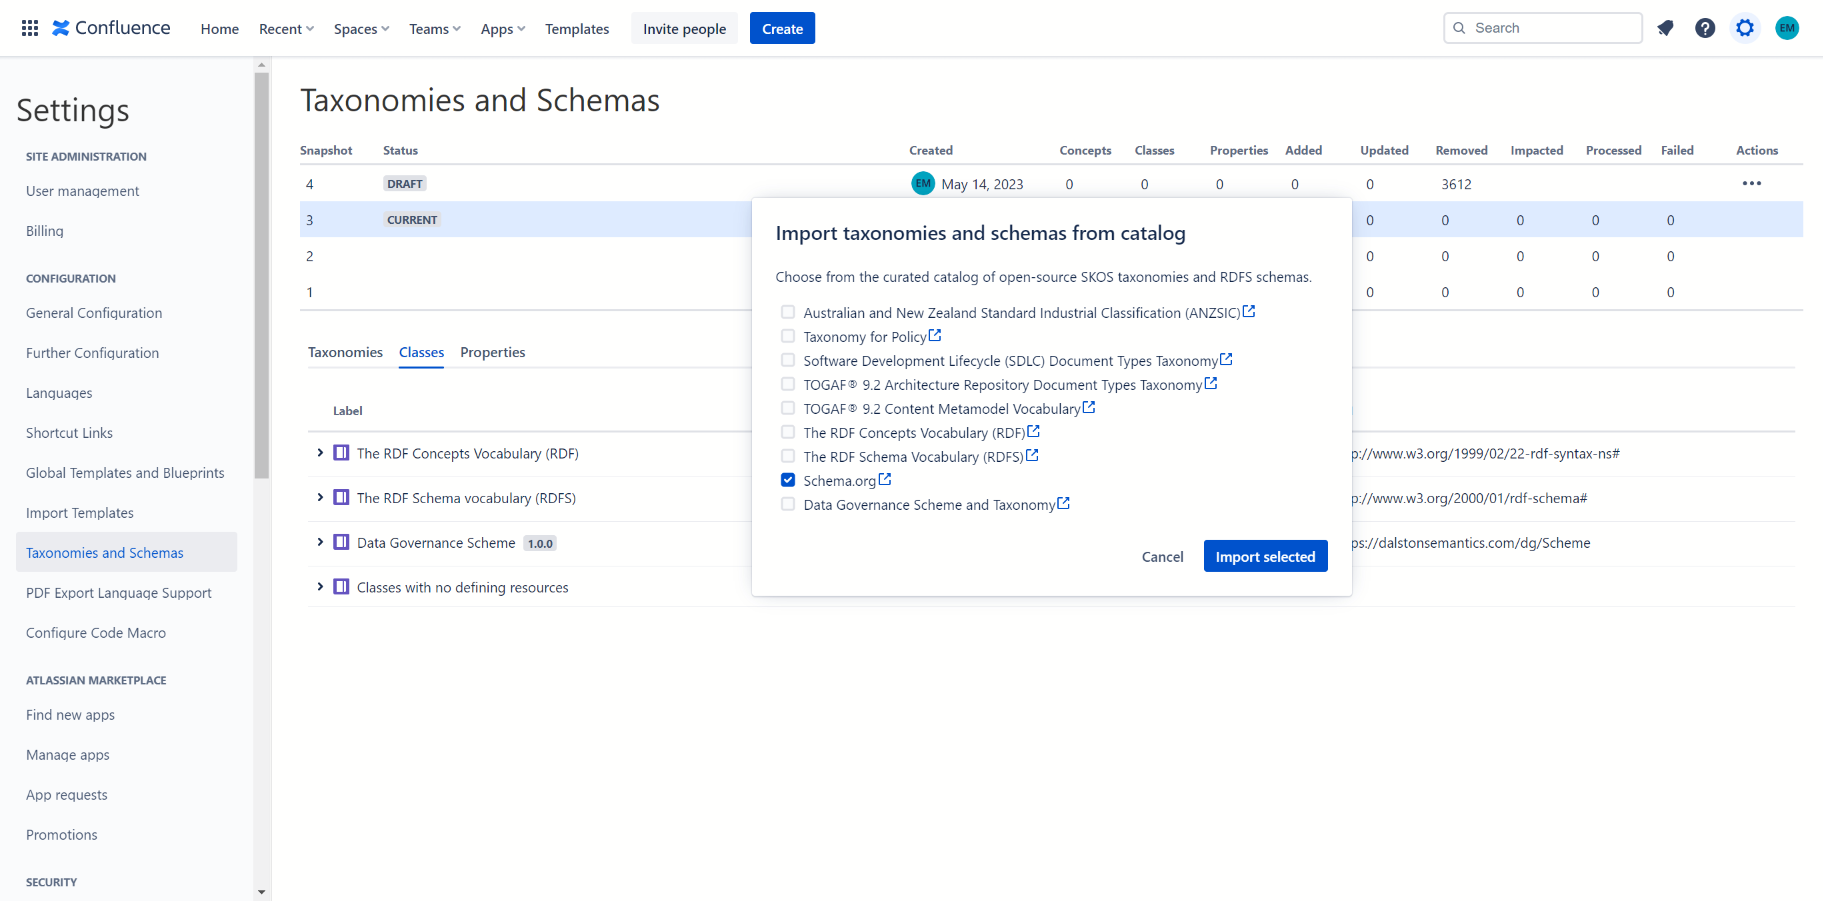 Confluence Home Recent Spaces Teams Apps Templates Invite people Create Search EM
Settings
SITE ADMINISTRATION
User management
Billing
CONFIGURATION
General Configuration
Further Configuration
Languages
Shortcut Links
Global Templates and Blueprints
Import Templates
Taxonomies and Schemas
PDF Export Language Support
Configure Code Macro
ATLASSIAN MARKETPLACE
Find new apps
Manage apps
App requests
Promotions
SECURITY
Taxonomies and Schemas
Snapshot Status Created Concepts Classes Properties Added Updated Removed Impacted Processed Failed Actions
4 DRAFT EM May 14, 2023 0 0 0 0 0 3612
3 CURRENT 0 0 0 0 0
2 0 0 0 0 0
1 0 0 0 0 0
Taxonomies Classes Properties
Label
The RDF Concepts Vocabulary (RDF) p://www.w3.org/1999/02/22-rdf-syntax-ns#
The RDF Schema vocabulary (RDFS) p://www.w3.org/2000/01/rdf-schema#
Data Governance Scheme 1.0.0 ps://dalstonsemantics.com/dg/Scheme
Classes with no defining resources
Import taxonomies and schemas from catalog
Choose from the curated catalog of open-source SKOS taxonomies and RDFS schemas.
Australian and New Zealand Standard Industrial Classification (ANZSIC)
Taxonomy for Policy
Software Development Lifecycle (SDLC) Document Types Taxonomy
TOGAF® 9.2 Architecture Repository Document Types Taxonomy
TOGAF® 9.2 Content Metamodel Vocabulary
The RDF Concepts Vocabulary (RDF)
The RDF Schema Vocabulary (RDFS)
Schema.org
Data Governance Scheme and Taxonomy
Cancel Import selected